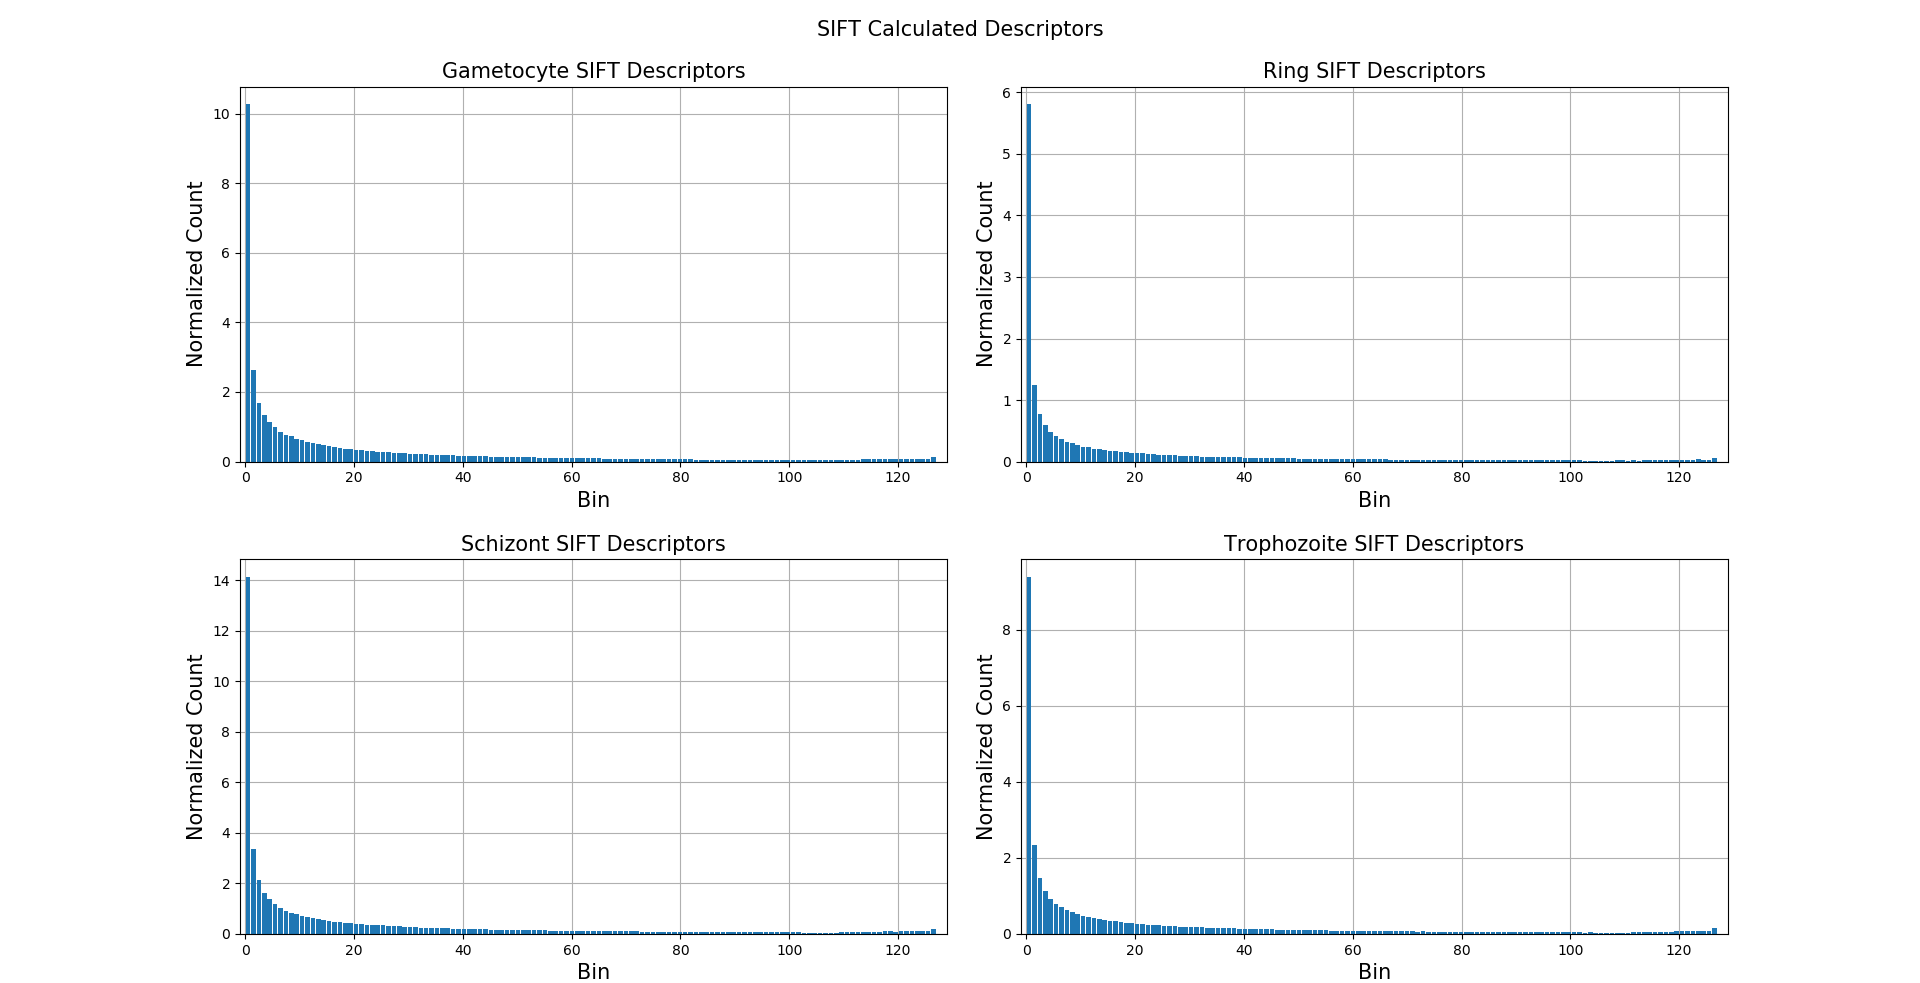 SIFT Calculated Descriptors
Gametocyte SIFT Descriptors
Normalized Count
10
8
6
4
2
0
0 20 40 60 80 100 120
Bin
Ring SIFT Descriptors
Normalized Count
6
5
4
3
2
1
0
0 20 40 60 80 100 120
Bin
Schizont SIFT Descriptors
Normalized Count
14
12
10
8
6
4
2
0
0 20 40 60 80 100 120
Bin
Trophozoite SIFT Descriptors
Normalized Count
8
6
4
2
0
0 20 40 60 80 100 120
Bin